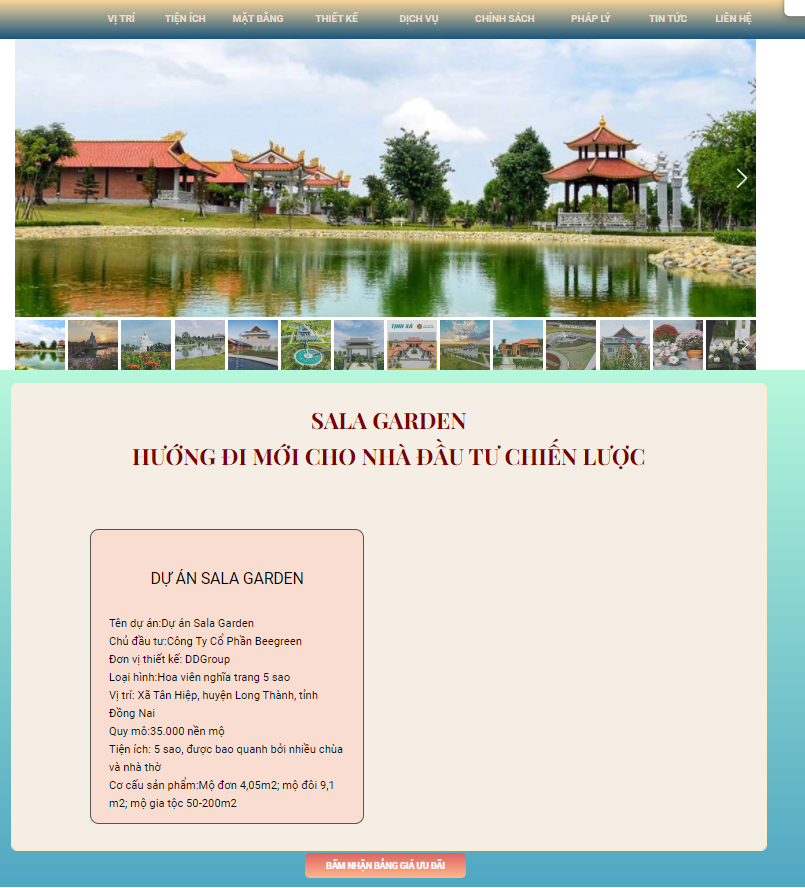 VỊ TRÍ TIỆN ÍCH MẶT BẰNG THIẾT KẾ DỊCH VỤ CHÍNH SÁCH PHÁP LÝ TIN TỨC LIÊN HỆ
TỊNH XÁ
SALA GARDEN
HƯỚNG ĐI MỚI CHO NHÀ ĐẦU TƯ CHIẾN LƯỢC
DỰ ÁN SALA GARDEN
Tên dự án:Dự án Sala Garden
Chủ đầu tư:Công Ty Cổ Phần Beegreen
Đơn vị thiết kế: DDGroup
Loại hình:Hoa viên nghĩa trang 5 sao
Vị trí: Xã Tân Hiệp, huyện Long Thành, tỉnh
Đồng Nai
Quy mô:35.000 nền mộ
Tiện ích: 5 sao, được bao quanh bởi nhiều chùa
và nhà thờ
Cơ cấu sản phẩm:Mộ đơn 4,05m2; mộ đôi 9,1
m2; mộ gia tộc 50-200m2
BẤM NHẬN BẢNG GIÁ ƯU ĐÃI